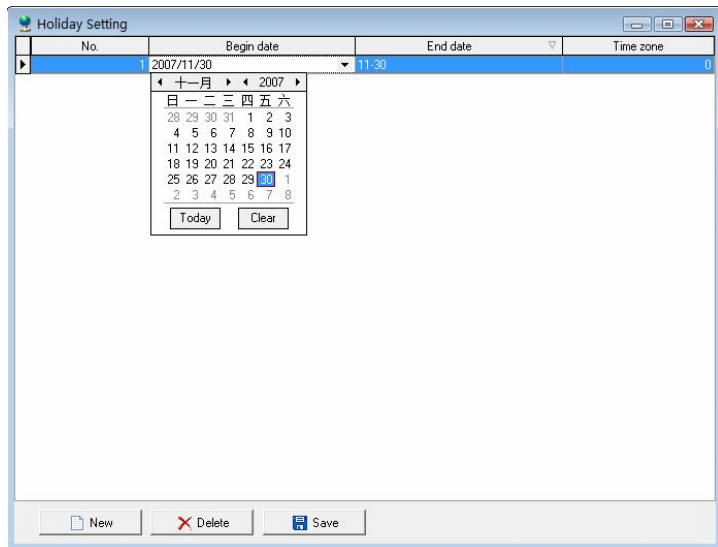 Holiday Setting
No. Begin date End date Time zone
1 2007/11/30 11-30 0
十一月 2007
日 一 二 三 四 五 六
28 29 30 31 1 2 3
4 5 6 7 8 9 10
11 12 13 14 15 16 17
18 19 20 21 22 23 24
25 26 27 28 29 30 1
2 3 4 5 6 7 8
Today Clear
New Delete Save